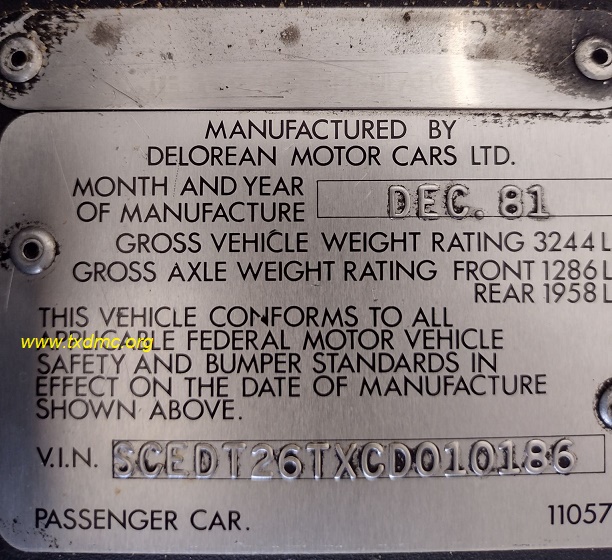 MANUFACTURED BY
DELOREAN MOTOR CARS LTD.
MONTH AND YEAR
OF MANUFACTURE DEC. 81
GROSS VEHICLE WEIGHT RATING 3244 L
GROSS AXLE WEIGHT RATING FRONT 1286 L
REAR 1958 L
THIS VEHICLE CONFORMS TO ALL
APPLICABLE FEDERAL MOTOR VEHICLE
www.txdmc.org
SAFETY AND BUMPER STANDARDS IN
EFFECT ON THE DATE OF MANUFACTURE
SHOWN ABOVE.
V.I.N. SCEDT26TXCD010186
PASSENGER CAR. 11057